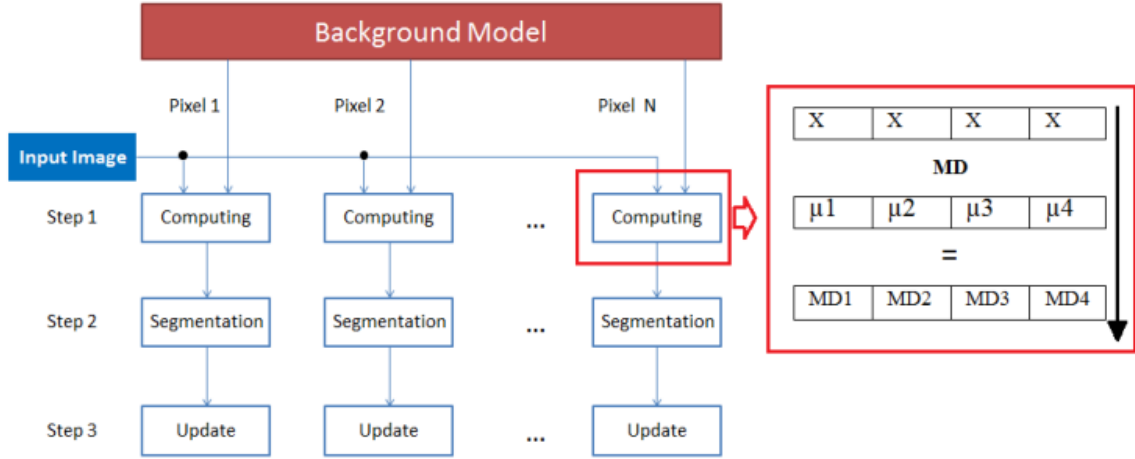 Background Model
Pixel 1 Pixel 2 Pixel N
Input Image
Step 1 Computing Computing ... Computing
Step 2 Segmentation Segmentation ... Segmentation
Step 3 Update Update ... Update
X X X X
MD
µ1 µ2 µ3 µ4
=
MD1 MD2 MD3 MD4